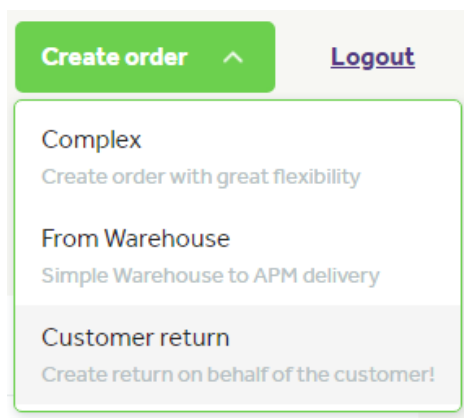 Create order
Logout
Complex
Create order with great flexibility
From Warehouse
Simple Warehouse to APM delivery
Customer return
Create return on behalf of the customer!